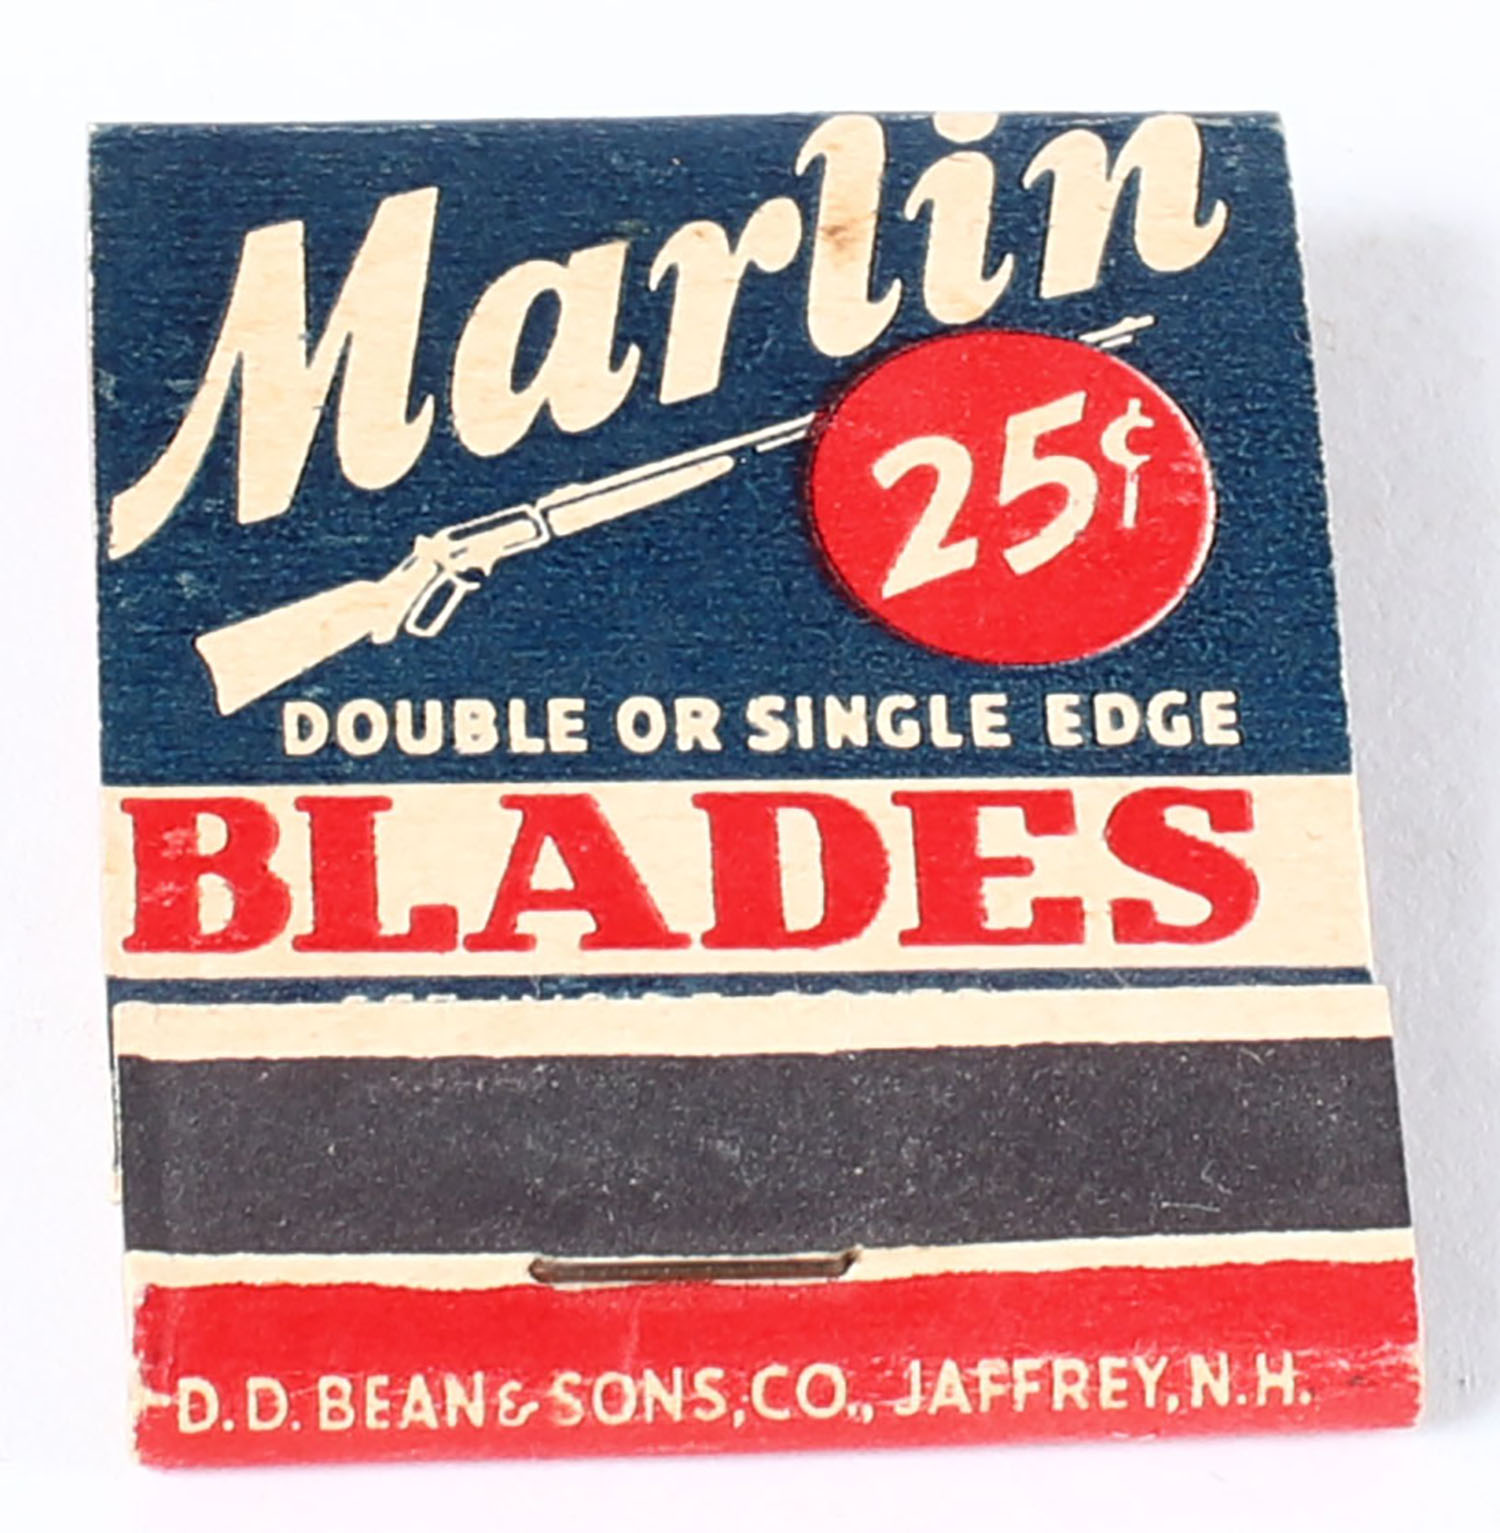 Marlin
25¢
DOUBLE OR SINGLE EDGE
BLADES
D.D. BEAN & SONS, CO., JAFFREY, N.H.